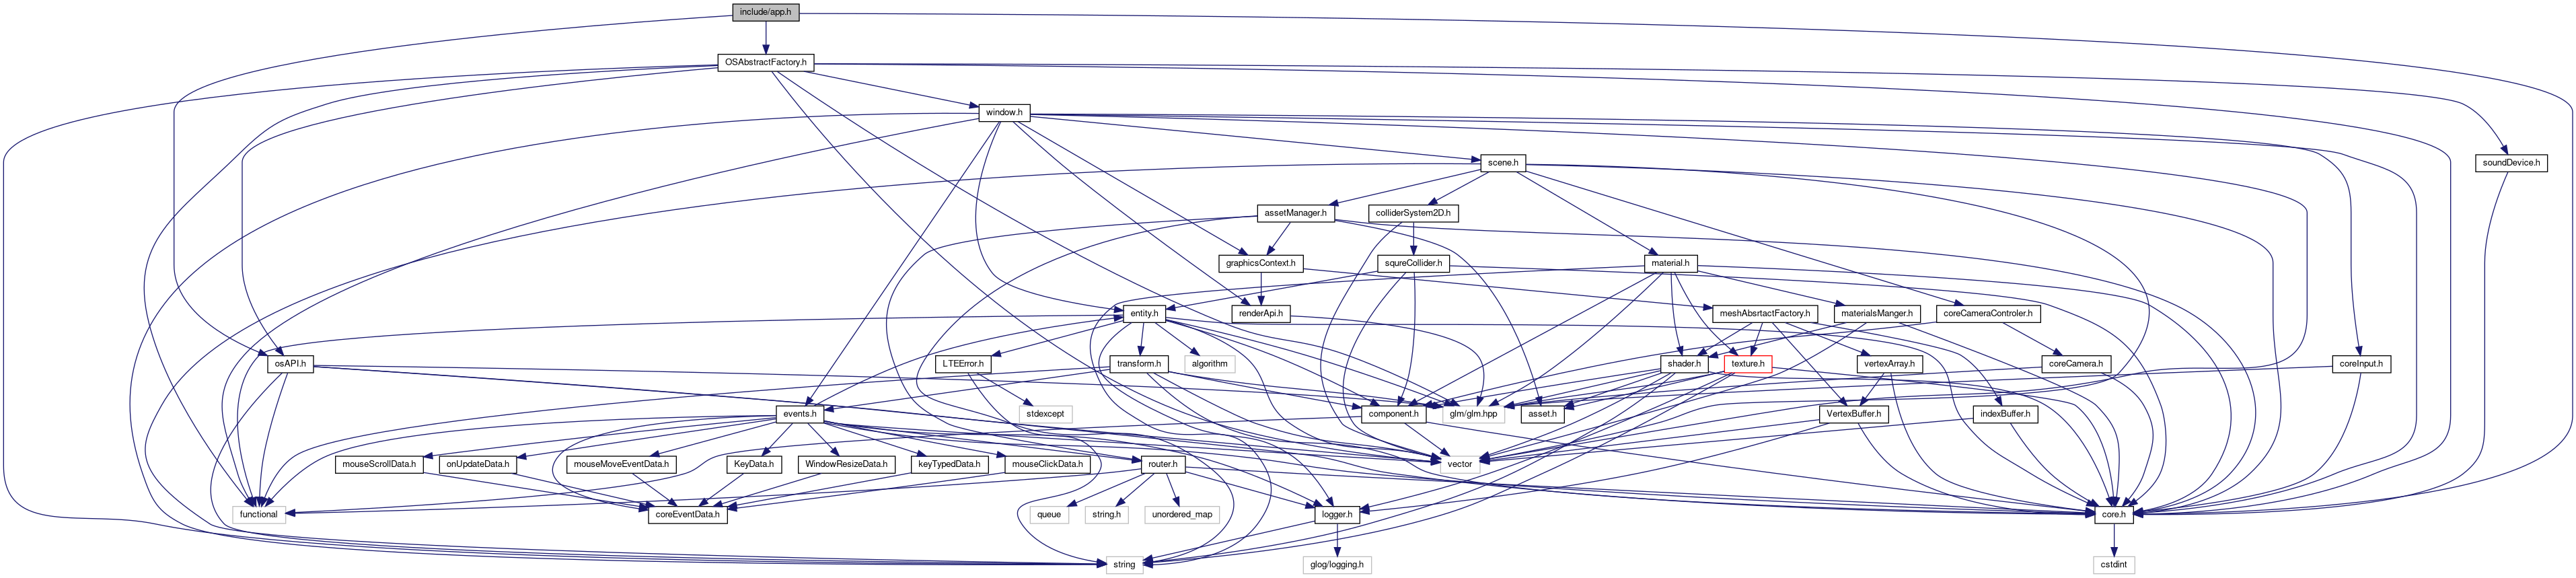 include/app.h
OSAbstractFactory.h
window.h
scene.h
soundDevice.h
assetManager.h
colliderSystem2D.h
graphicsContext.h
squreCollider.h
material.h
entity.h
renderApi.h
meshAbsrtactFactory.h
materialsManger.h
coreCameraControler.h
osAPI.h
LTEError.h
transform.h
algorithm
shader.h
texture.h
vertexArray.h
coreCamera.h
coreInput.h
events.h
stdexcept
component.h
glm/glm.hpp
asset.h
VertexBuffer.h
indexBuffer.h
mouseScrollData.h
onUpdateData.h
mouseMoveEventData.h
KeyData.h
WindowResizeData.h
keyTypedData.h
mouseClickData.h
router.h
vector
functional
coreEventData.h
queue
string.h
unordered_map
logger.h
core.h
string
glog/logging.h
cstdint